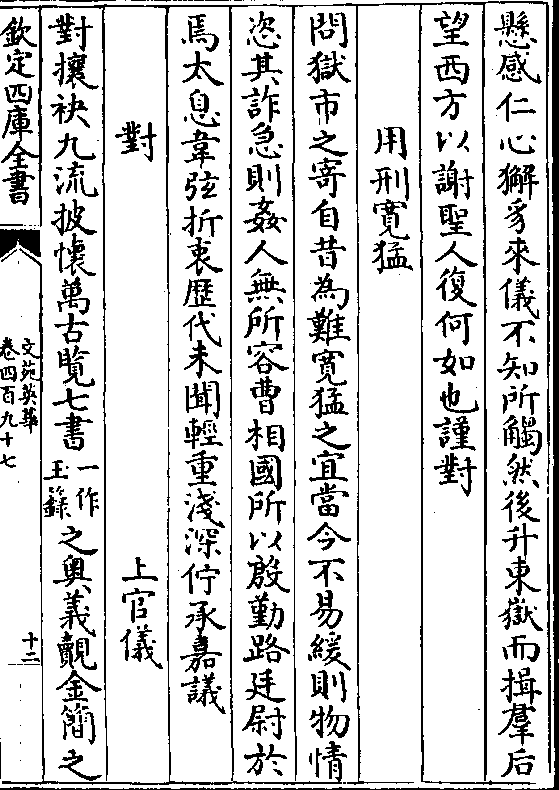 懸感仁心獬豸來儀不知所觸然後升東嶽而揖羣后
望西方以謝聖人復何如也謹對
用刑寛猛
問獄市之寄自昔為難寛猛之宜當今不易緩則物情
恣其詐急則姦人無所容曹相國所以殷勤路廷尉於
焉太息韋弦折衷歴代未聞輕重淺深佇承嘉議
對
上官儀
對攘袂九流披懷萬古覽七書一作玉籙之奥義覿金簡之
欽定四庫全書
文苑英華
卷四百九十七
十二